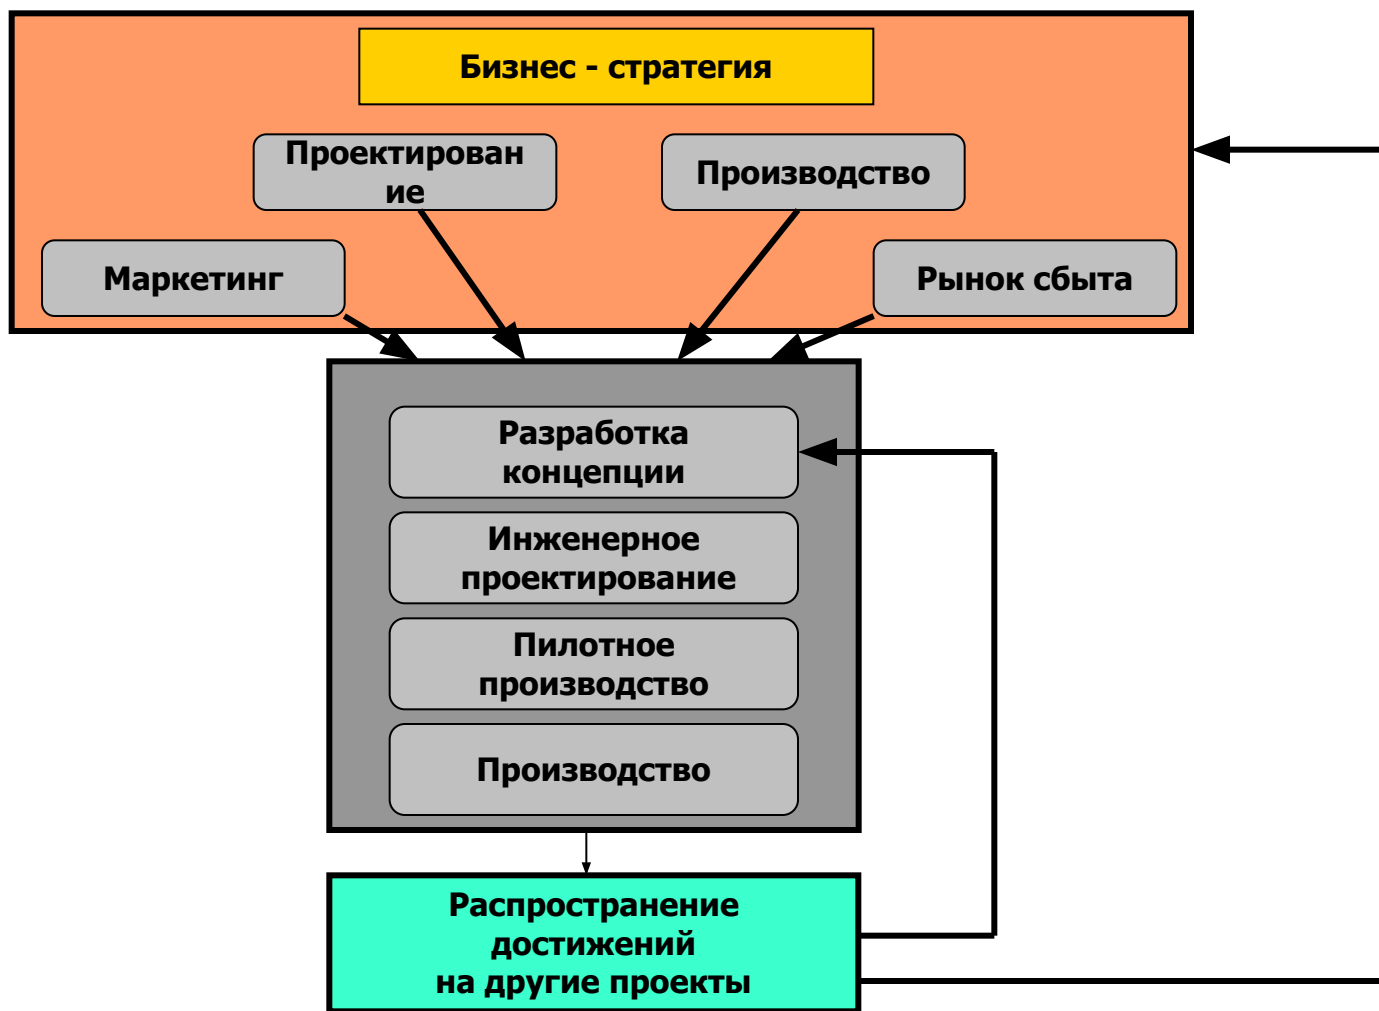 Бизнес - стратегия
Проектирован
ие
Производство
Маркетинг
Рынок сбыта
Разработка
концепции
Инженерное
проектирование
Пилотное
производство
Производство
Распространение
достижений
на другие проекты